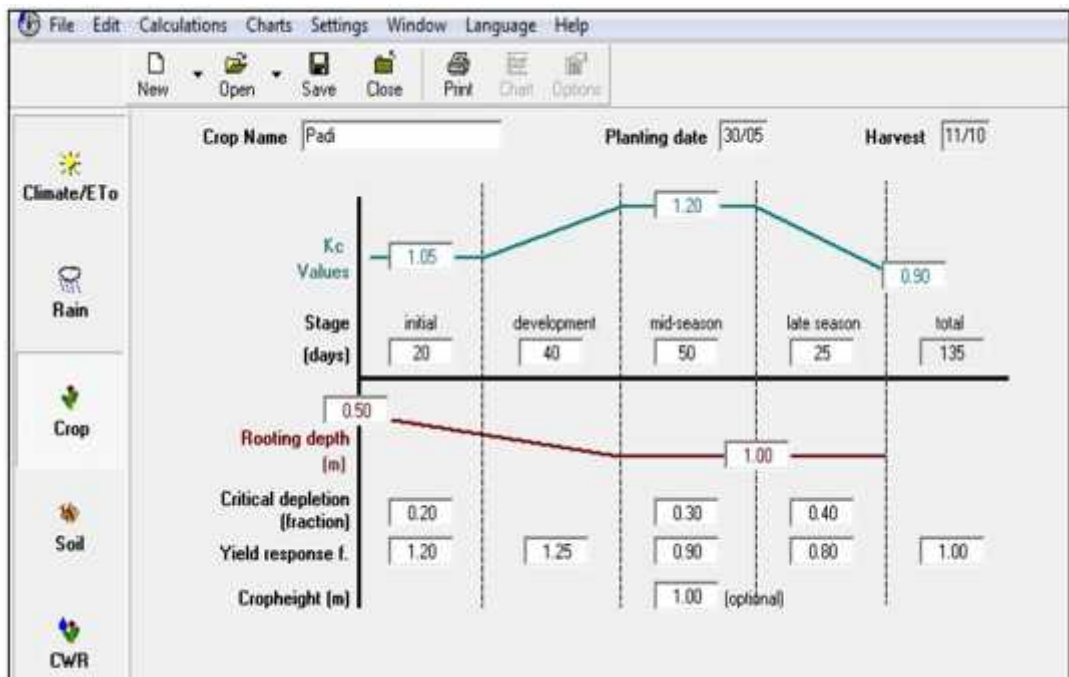 File Edit Calculations Charts Settings Window Language Help
New Open Save Close Print Chart Options
Crop Name Padi Planting date 30/05 Harvest 11/10
Climate/ETo
Rain
Crop
Soil
CWR
Kc
Values
1.05 1.20 0.90
Stage initial development mid-season late season total
(days) 20 40 50 25 135
0.50
Rooting depth
(m)
1.00
Critical depletion
(fraction) 0.20 0.30 0.40
Yield response f. 1.20 1.25 0.90 0.80 1.00
Cropheight (m) 1.00 (optional)